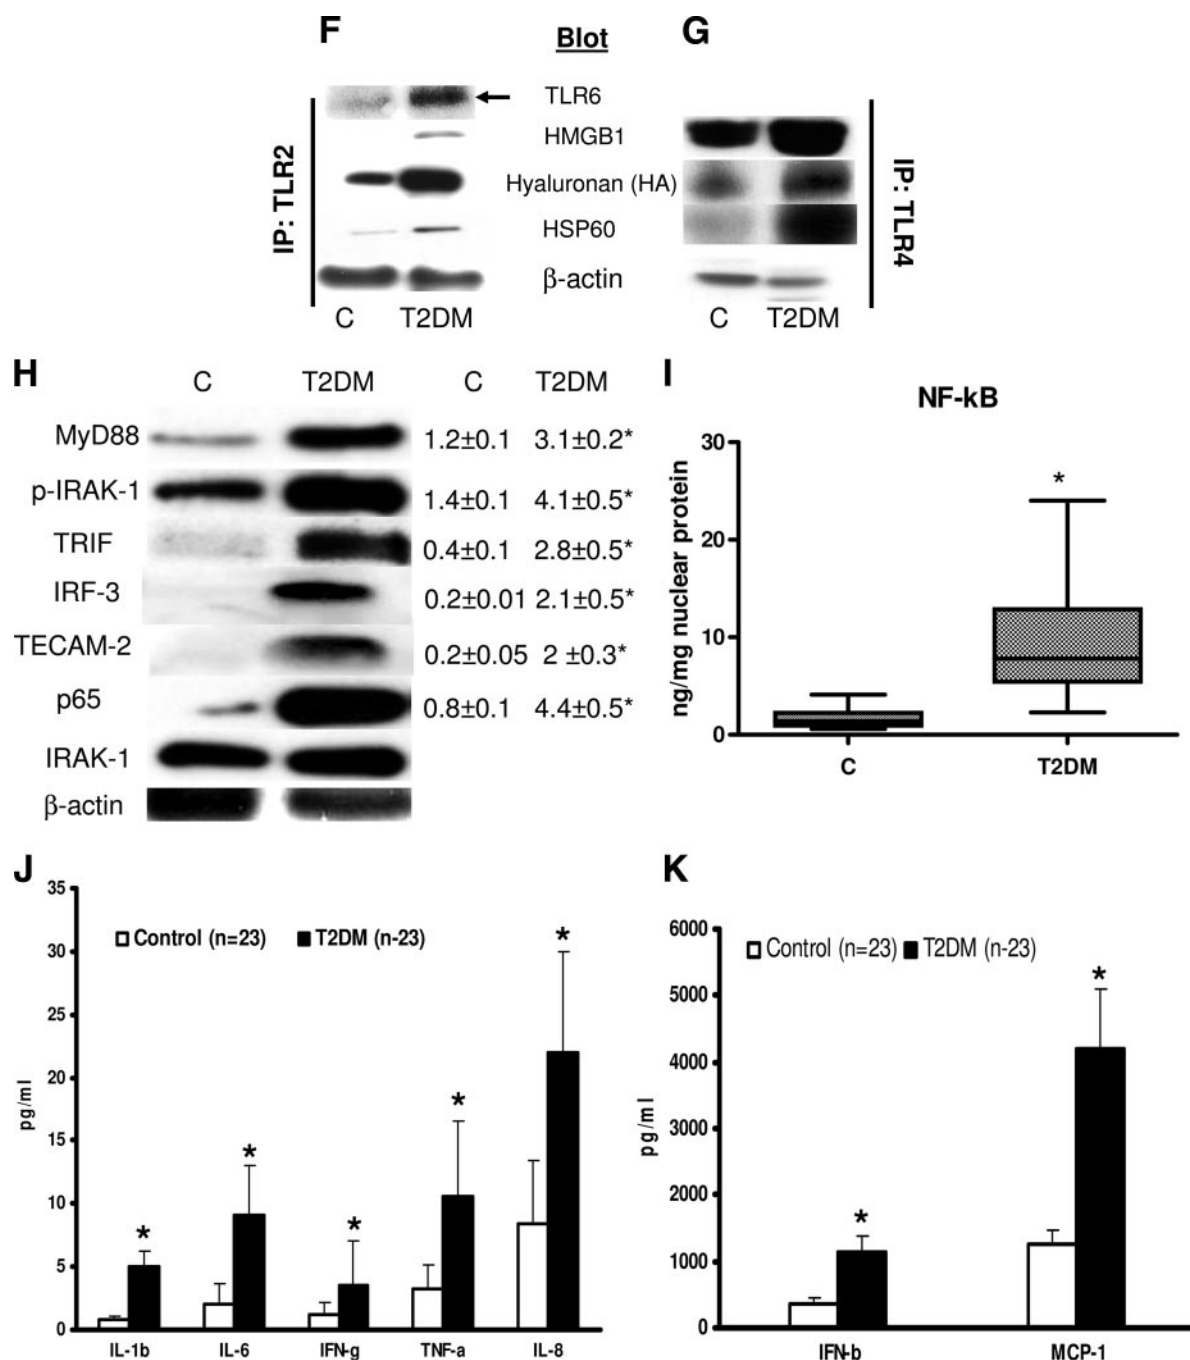 F Blot G
TLR6
HMGB1
Hyaluronan (HA)
HSP60
β-actin
IP: TLR2
IP: TLR4
C T2DM C T2DM
H C T2DM C T2DM
MyD88 1.2±0.1 3.1±0.2*
p-IRAK-1 1.4±0.1 4.1±0.5*
TRIF 0.4±0.1 2.8±0.5*
IRF-3 0.2±0.01 2.1±0.5*
TECAM-2 0.2±0.05 2 ±0.3*
p65 0.8±0.1 4.4±0.5*
IRAK-1
β-actin
I
NF-kB
ng/mg nuclear protein
30
20
10
0
*
C T2DM
J
35
30
25
20
15
10
5
0
pg/ml
Control (n=23) T2DM (n-23)
* * * * *
IL-1b IL-6 IFN-g TNF-a IL-8
K
6000
5000
4000
3000
2000
1000
0
pg/ml
Control (n=23) T2DM (n-23)
* *
IFN-b MCP-1